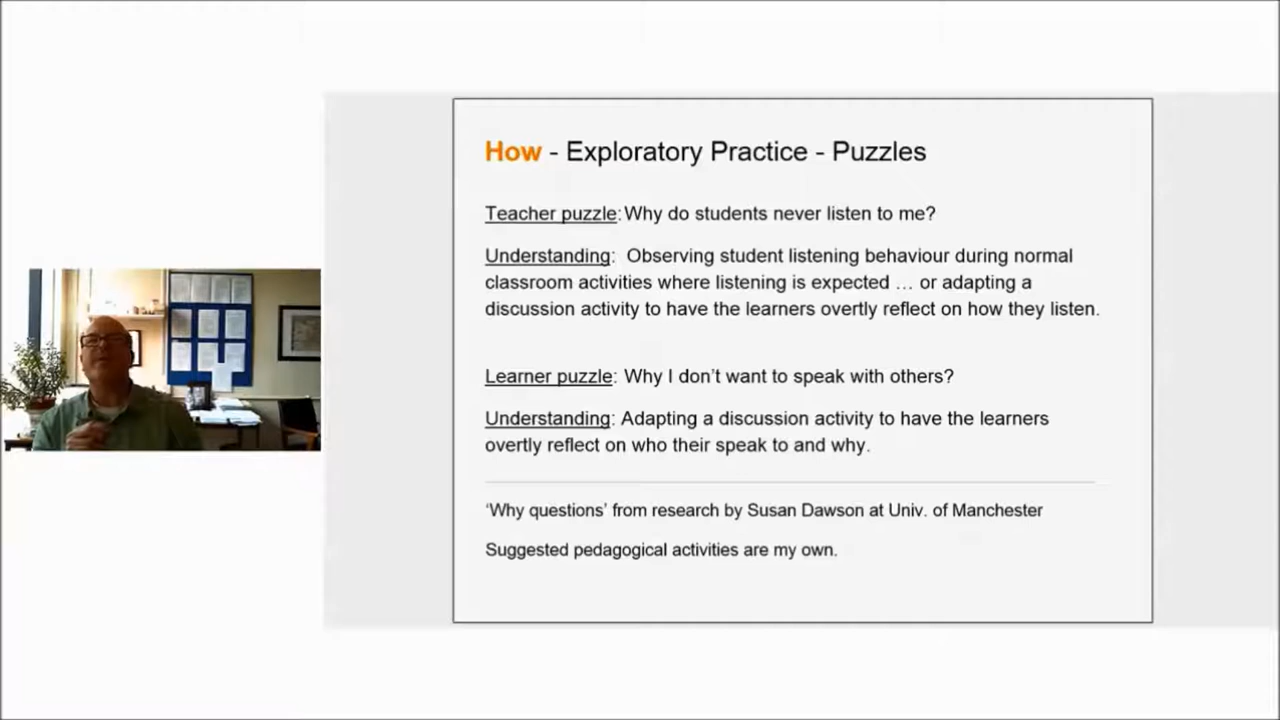 How - Exploratory Practice - Puzzles
Teacher puzzle: Why do students never listen to me?
Understanding: Observing student listening behaviour during normal
classroom activities where listening is expected … or adapting a
discussion activity to have the learners overtly reflect on how they listen.
Learner puzzle: Why I don’t want to speak with others?
Understanding: Adapting a discussion activity to have the learners
overtly reflect on who their speak to and why.
‘Why questions’ from research by Susan Dawson at Univ. of Manchester
Suggested pedagogical activities are my own.